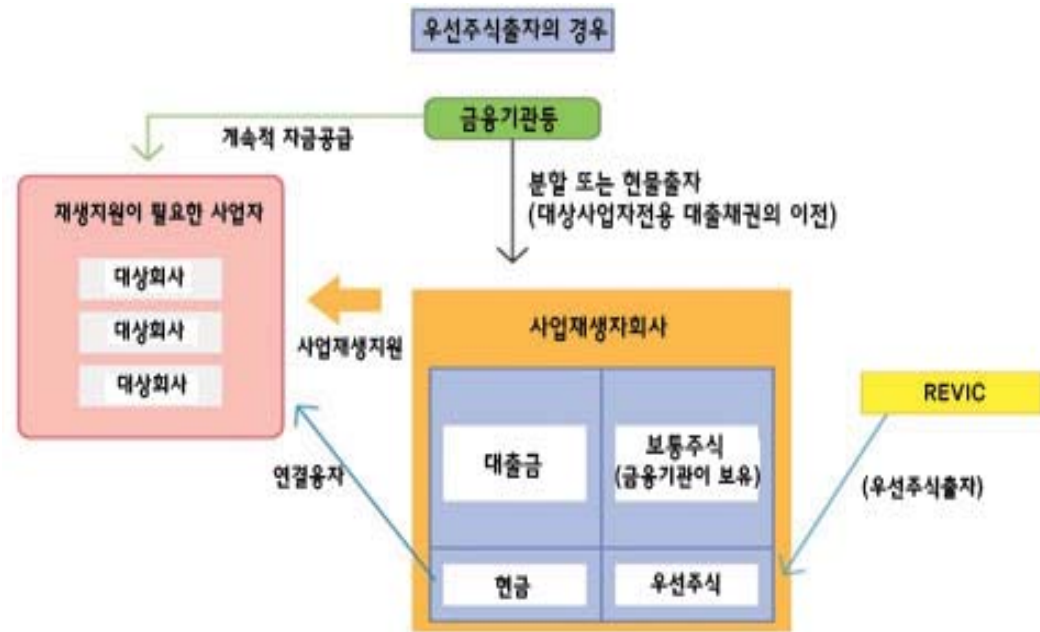 우선주식출자의 경우
금융기관등
계속적 자금공급
분할 또는 현물출자
(대상사업자전용 대출채권의 이전)
재생지원이 필요한 사업자
대상회사
대상회사
대상회사
사업재생지원
사업재생자회사
REVIC
대출금
보통주식
(금융기관이 보유)
연결융자
(우선주식출자)
현금
우선주식